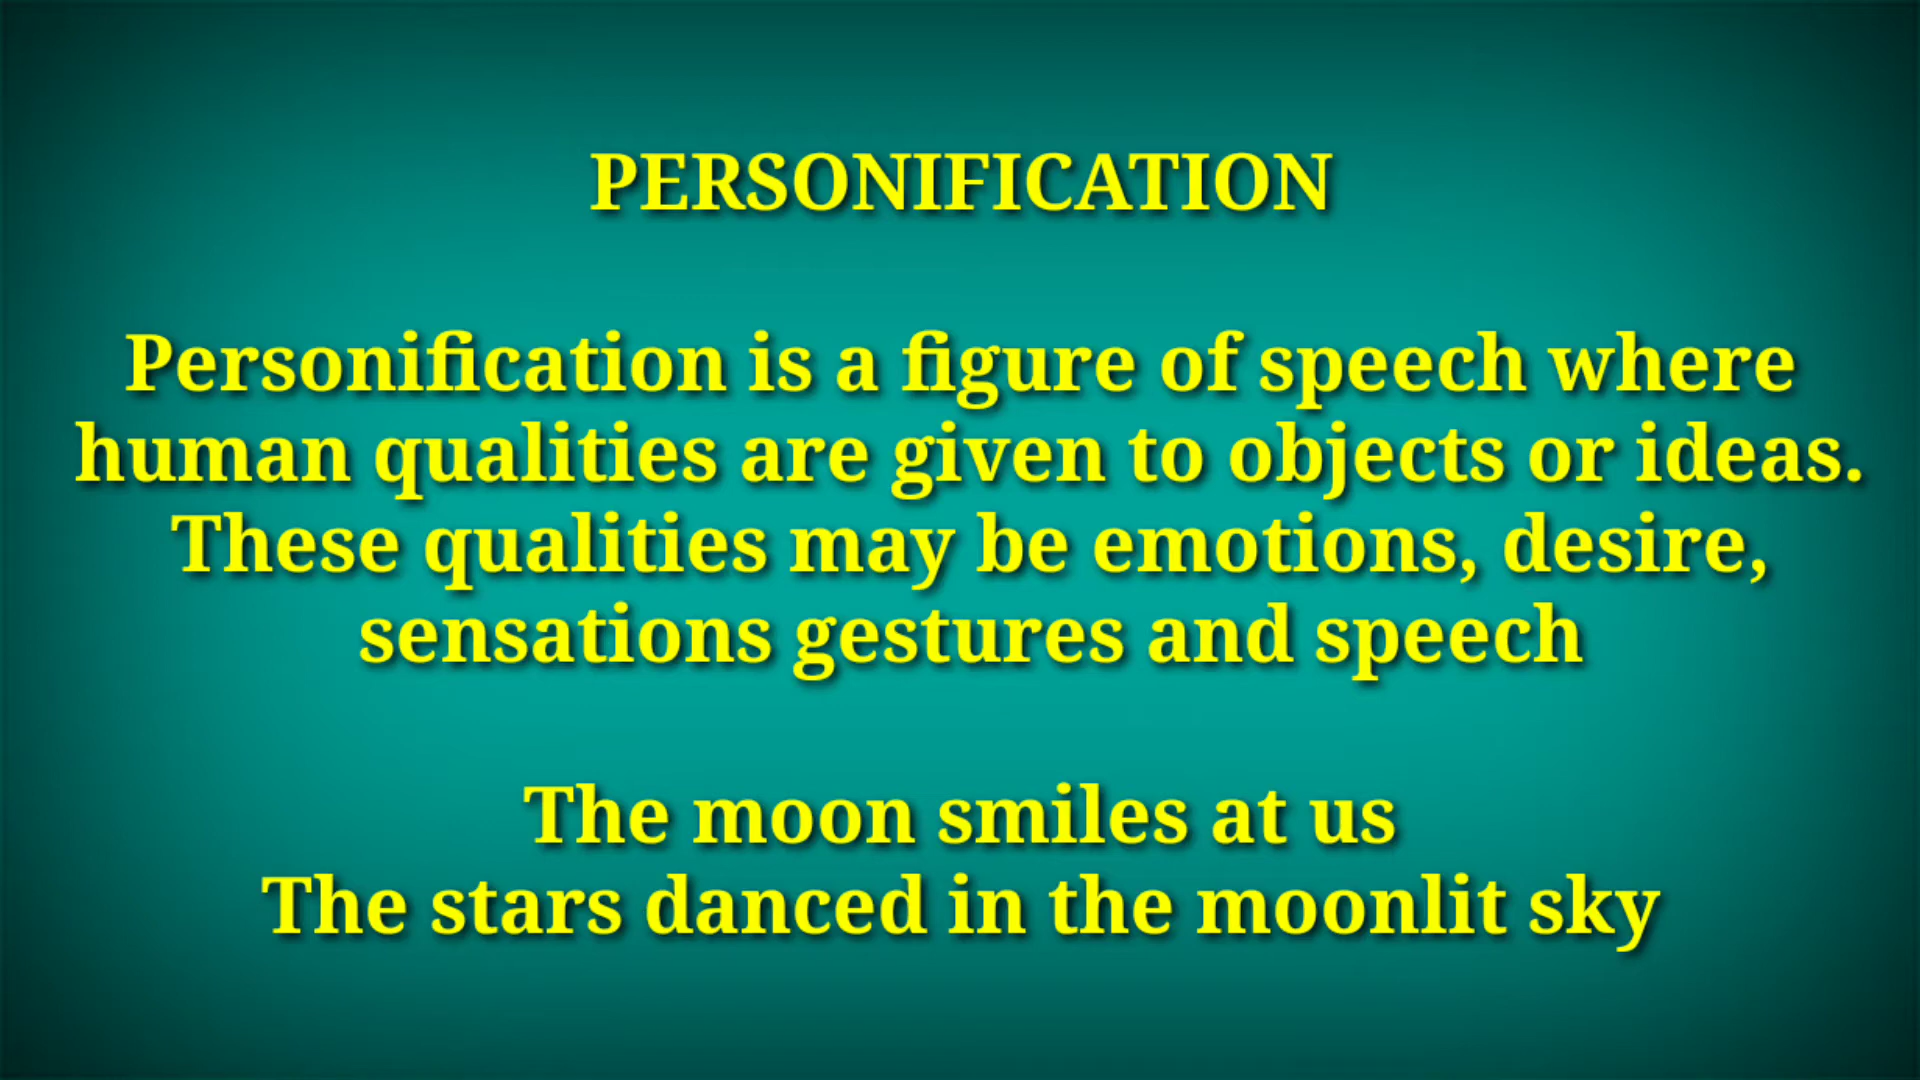 PERSONIFICATION
Personification is a figure of speech where
human qualities are given to objects or ideas.
These qualities may be emotions, desire,
sensations gestures and speech
The moon smiles at us
The stars danced in the moonlit sky